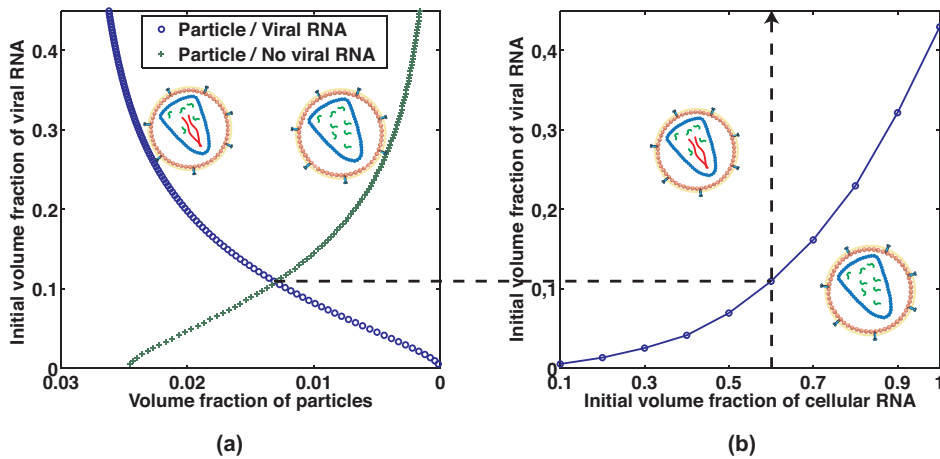 Initial volume fraction of viral RNA
0.4
0.3
0.2
0.1
0
Particle / Viral RNA
Particle / No viral RNA
0.03
0.02
0.01
0
Volume fraction of particles
(a)
Initial volume fraction of viral RNA
0,4
0,3
0,2
0,1
0
0.1
0.3
0.5
0.7
0.9
1
Initial volume fraction of cellular RNA
(b)